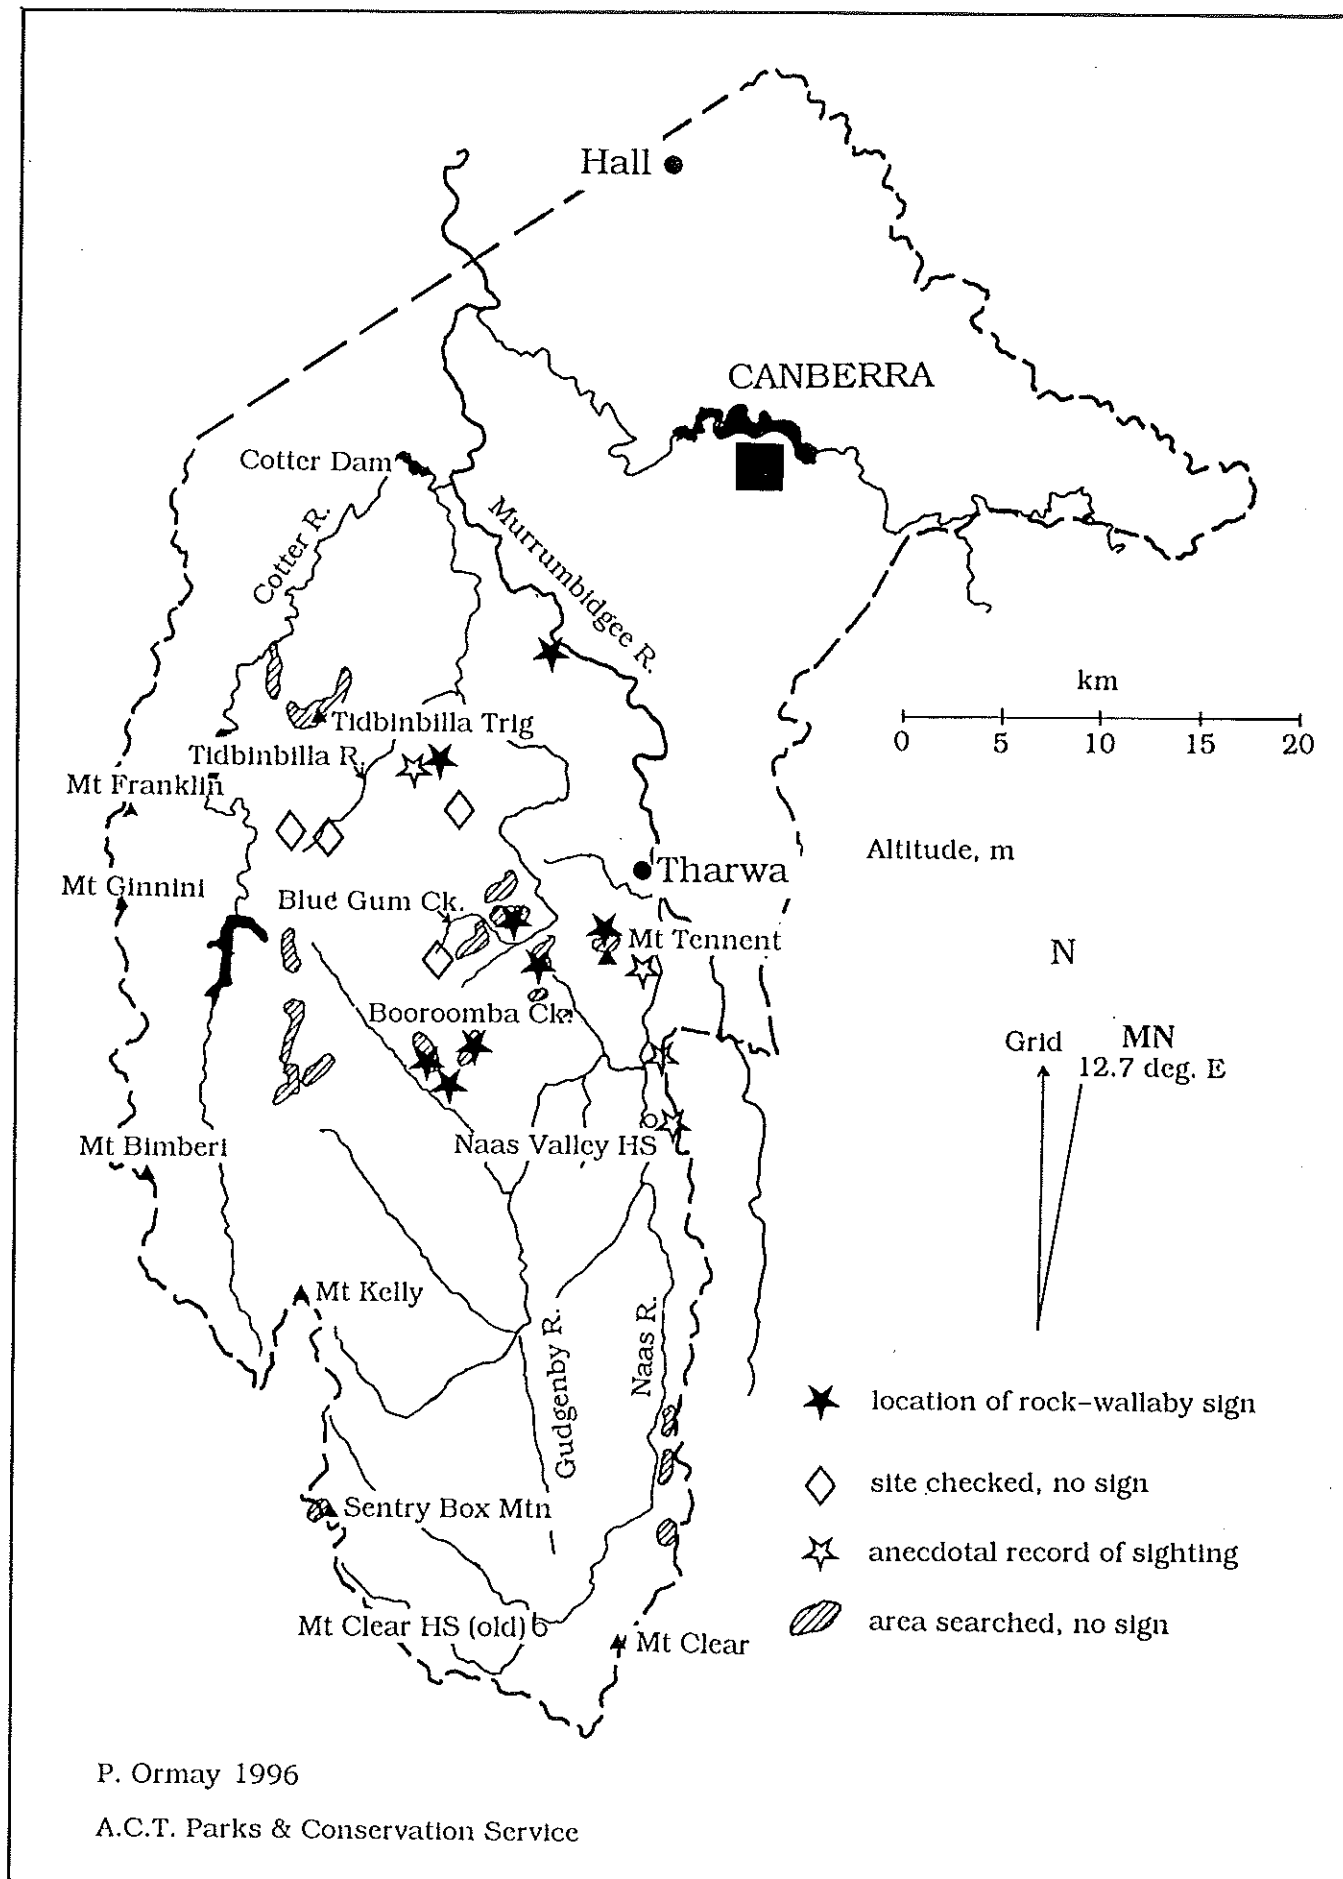 Hall
CANBERRA
Cotter Dam
Cotter R.
Murrumbidgee R.
km
0 5 10 15 20
Tidbinbilla Trig
Tidbinbilla R.
Mt Franklin
Altitude, m
Tharwa
Mt Ginnini
Blue Gum Ck.
Mt Tennent
N
Booroomba Ck.
Grid MN
12.7 deg. E
Mt Bimberi
Naas Valley HS
Mt Kelly
Gudgenby R.
Naas R.
location of rock-wallaby sign
site checked, no sign
Sentry Box Mtn
anecdotal record of sighting
Mt Clear HS (old)
area searched, no sign
Mt Clear
P. Ormay 1996
A.C.T. Parks & Conservation Service